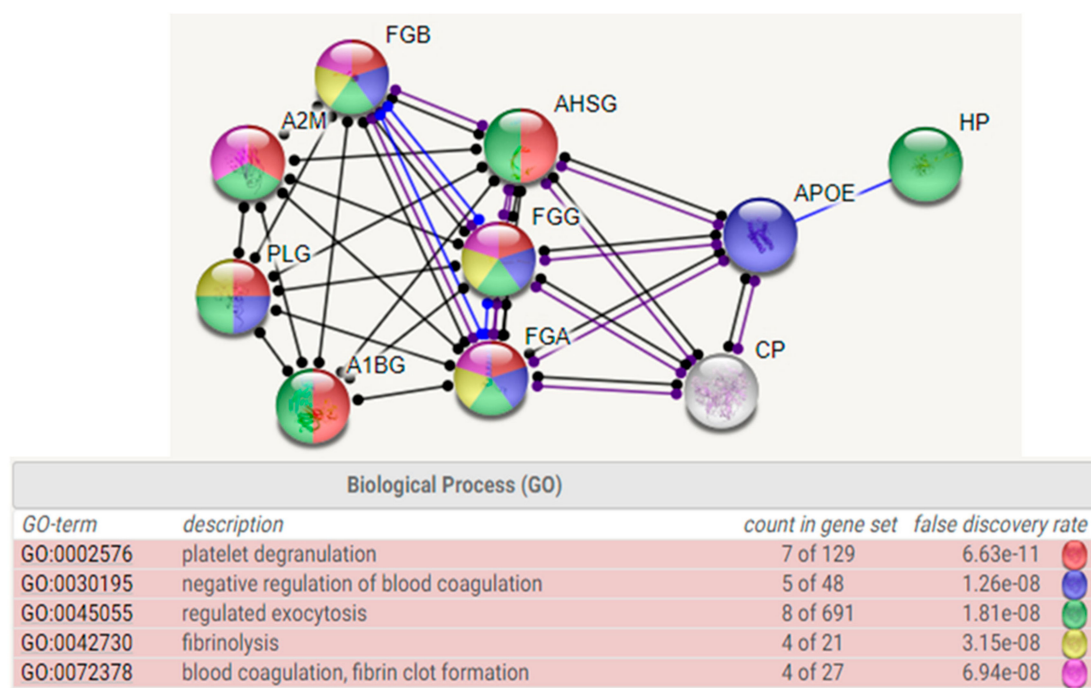 FGB
A2M
AHSG
HP
APOE
FGG
PLG
FGA
CP
A1BG
Biological Process (GO)
GO-term description count in gene set false discovery rate
GO:0002576 platelet degranulation 7 of 129 6.63e-11
GO:0030195 negative regulation of blood coagulation 5 of 48 1.26e-08
GO:0045055 regulated exocytosis 8 of 691 1.81e-08
GO:0042730 fibrinolysis 4 of 21 3.15e-08
GO:0072378 blood coagulation, fibrin clot formation 4 of 27 6.94e-08